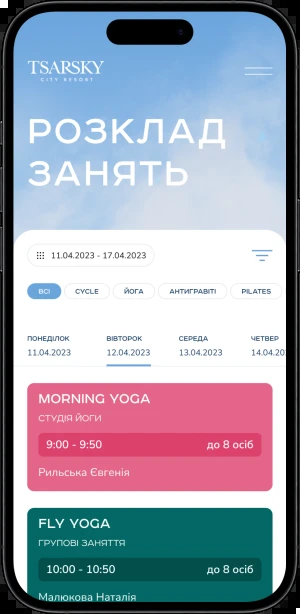 TSARSKY
CITY RESORT
РОЗКЛАД
ЗАНЯТЬ
11.04.2023 - 17.04.2023
ВСІ CYCLE ЙОГА АНТИГРАВІТІ PILATES
ПОНЕДІЛОК ВІВТОРОК СЕРЕДА ЧЕТВЕР
11.04.2023 12.04.2023 13.04.2023 14.04.20
MORNING YOGA
СТУДІЯ ЙОГИ
9:00 - 9:50 до 8 осіб
Рильська Євгенія
FLY YOGA
ГРУПОВІ ЗАНЯТТЯ
10:00 - 10:50 до 8 осіб
Малюкова Наталія